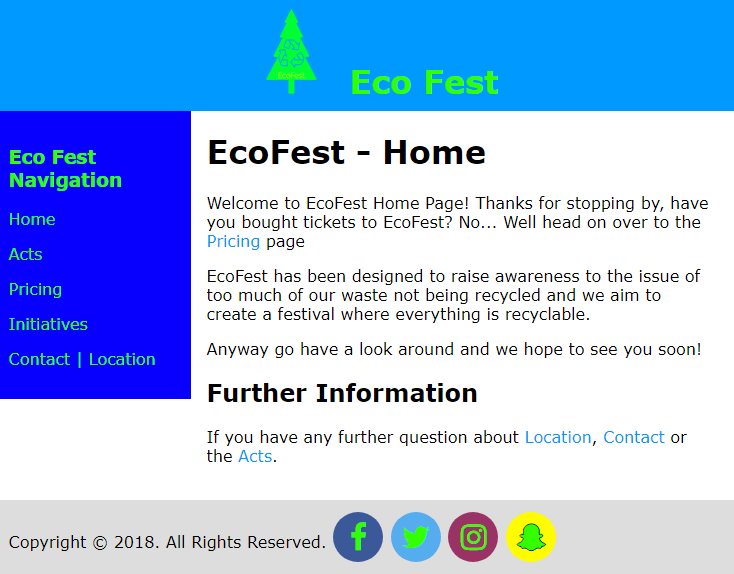 EcoFest
Eco Fest
Eco Fest
Navigation
Home
Acts
Pricing
Initiatives
Contact | Location
EcoFest - Home
Welcome to EcoFest Home Page! Thanks for stopping by, have
you bought tickets to EcoFest? No... Well head on over to the
Pricing page
EcoFest has been designed to raise awareness to the issue of
too much of our waste not being recycled and we aim to
create a festival where everything is recyclable.
Anyway go have a look around and we hope to see you soon!
Further Information
If you have any further question about Location, Contact or
the Acts.
Copyright © 2018. All Rights Reserved.